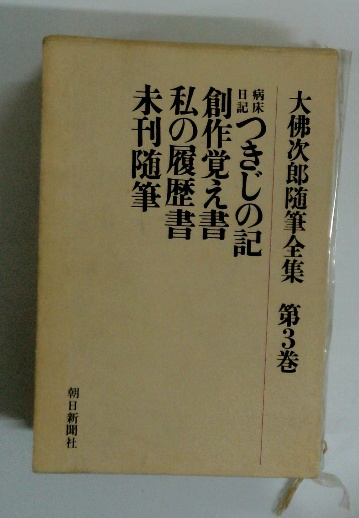 大佛次郎随筆全集 第3巻
病床日記
つきじの記
創作覚え書
私の履歴書
未刊随筆
朝日新聞社